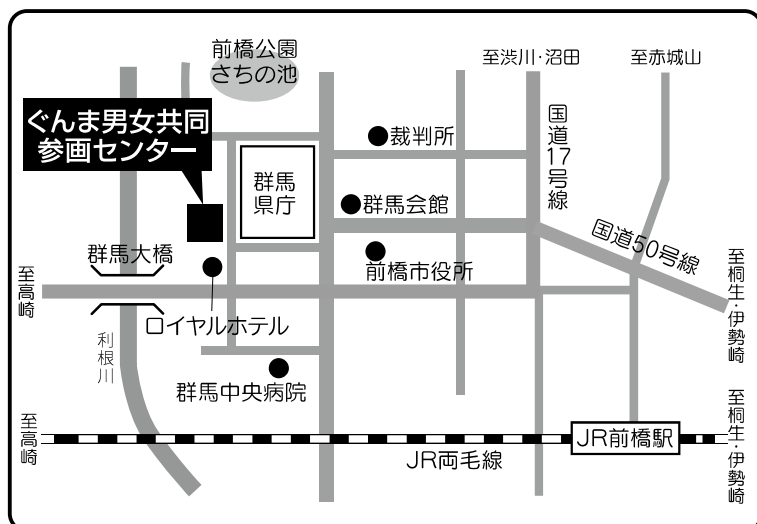 前橋公園
さちの池
至渋川・沼田
至赤城山
ぐんま男女共同
参画センター
裁判所
国道17号線
群馬
県庁
群馬会館
国道50号線
群馬大橋
前橋市役所
至高崎
至桐生・伊勢崎
ロイヤルホテル
利根川
群馬中央病院
至高崎
JR両毛線
JR前橋駅
至桐生・伊勢崎